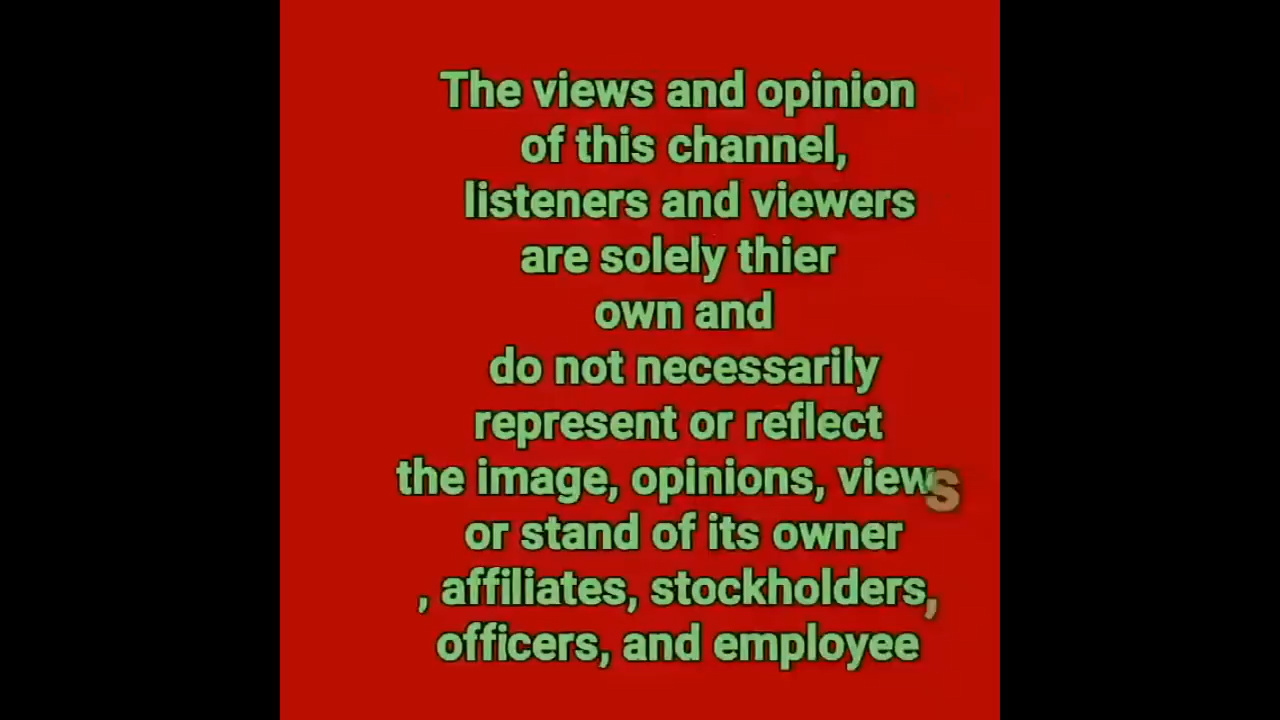 The views and opinion
of this channel,
listeners and viewers
are solely thier
own and
do not necessarily
represent or reflect
the image, opinions, views
or stand of its owner
, affiliates, stockholders,
officers, and employee